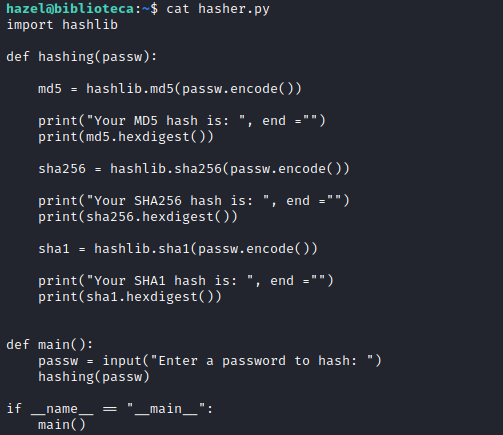 hazel@biblioteca:~$ cat hasher.py
import hashlib
def hashing(passw):
    md5 = hashlib.md5(passw.encode())
    print("Your MD5 hash is: ", end ="")
    print(md5.hexdigest())
    sha256 = hashlib.sha256(passw.encode())
    print("Your SHA256 hash is: ", end ="")
    print(sha256.hexdigest())
    sha1 = hashlib.sha1(passw.encode())
    print("Your SHA1 hash is: ", end ="")
    print(sha1.hexdigest())
def main():
    passw = input("Enter a password to hash: ")
    hashing(passw)
if __name__ == "__main__":
    main()